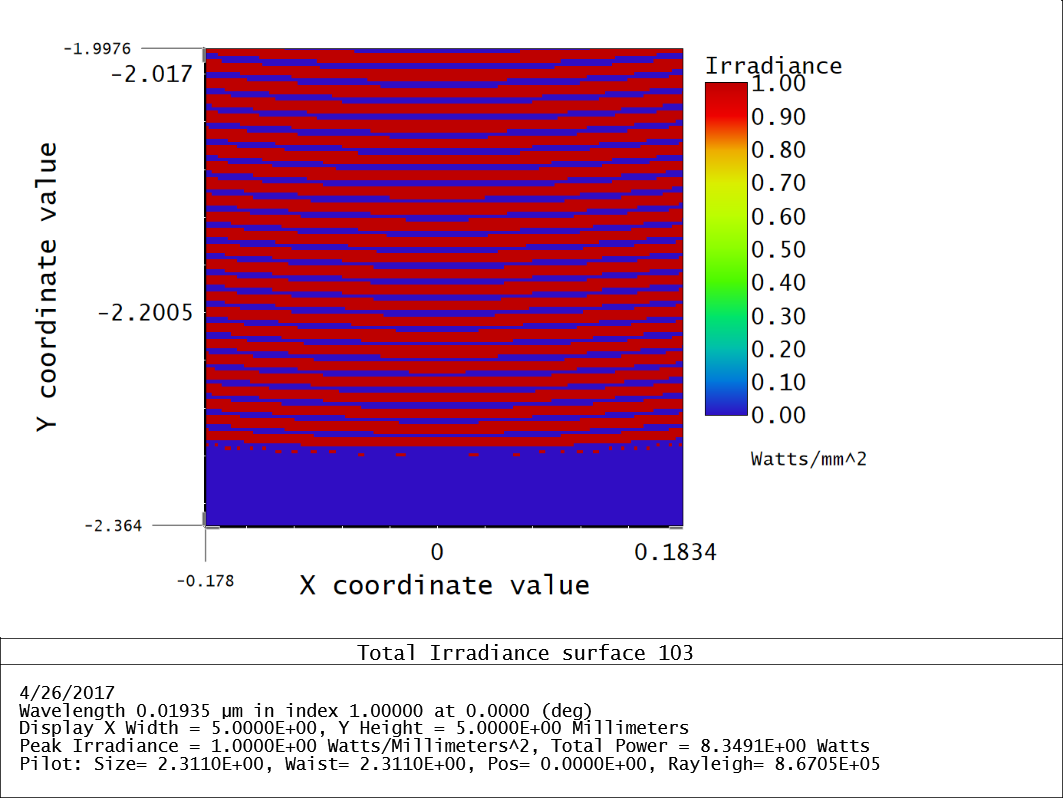 -1.9976
-2.017
-2.2005
-2.364
Y coordinate value
-0.178
0
0.1834
X coordinate value
Irradiance
1.00
0.90
0.80
0.70
0.60
0.50
0.40
0.30
0.20
0.10
0.00
Watts/mm^2
Total Irradiance surface 103
4/26/2017
Wavelength 0.01935 µm in index 1.00000 at 0.0000 (deg)
Display X Width = 5.0000E+00, Y Height = 5.0000E+00 Millimeters
Peak Irradiance = 1.0000E+00 Watts/Millimeters^2, Total Power = 8.3491E+00 Watts
Pilot: Size= 2.3110E+00, Waist= 2.3110E+00, Pos= 0.0000E+00, Rayleigh= 8.6705E+05